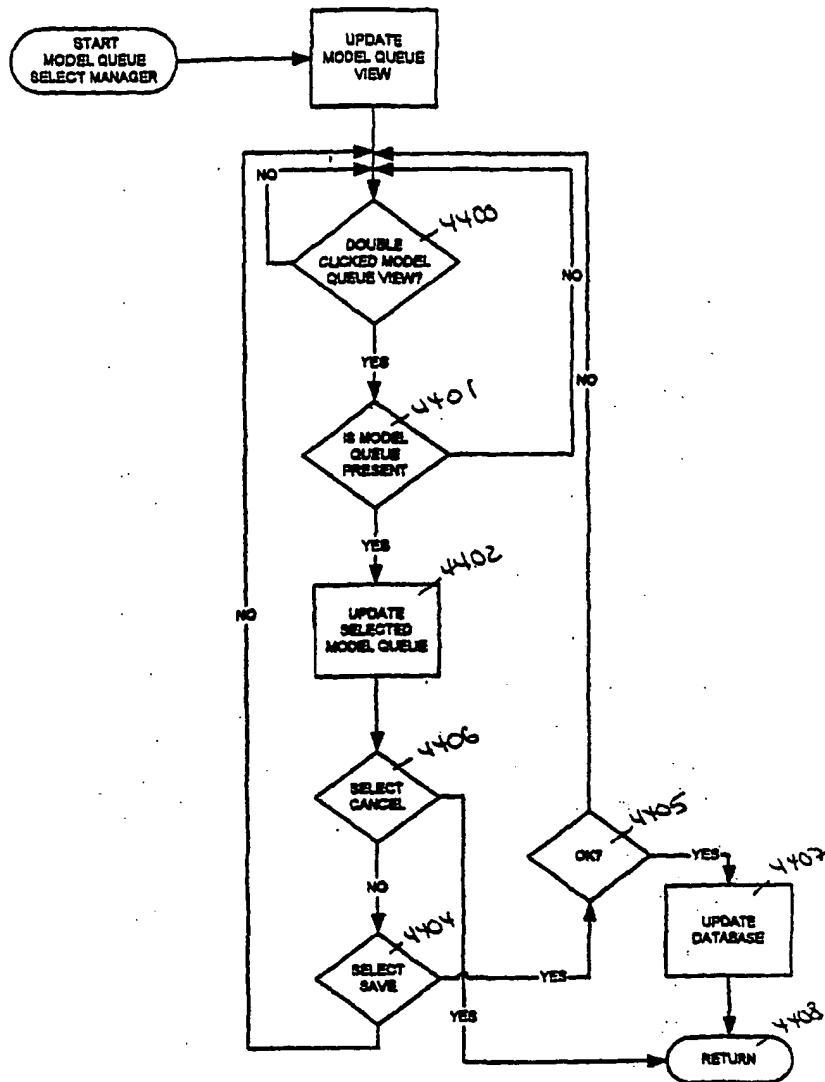 START
MODEL QUEUE
SELECT MANAGER
UPDATE
MODEL QUEUE
VIEW
NO
4400
DOUBLE
CLICKED MODEL
QUEUE VIEW?
NO
YES
NO
4401
IS MODEL
QUEUE
PRESENT
YES
4402
UPDATE
SELECTED
MODEL QUEUE
NO
4406
SELECT
CANCEL
4405
OK?
YES
4407
UPDATE
DATABASE
NO
4404
SELECT
SAVE
YES
YES
4408
RETURN